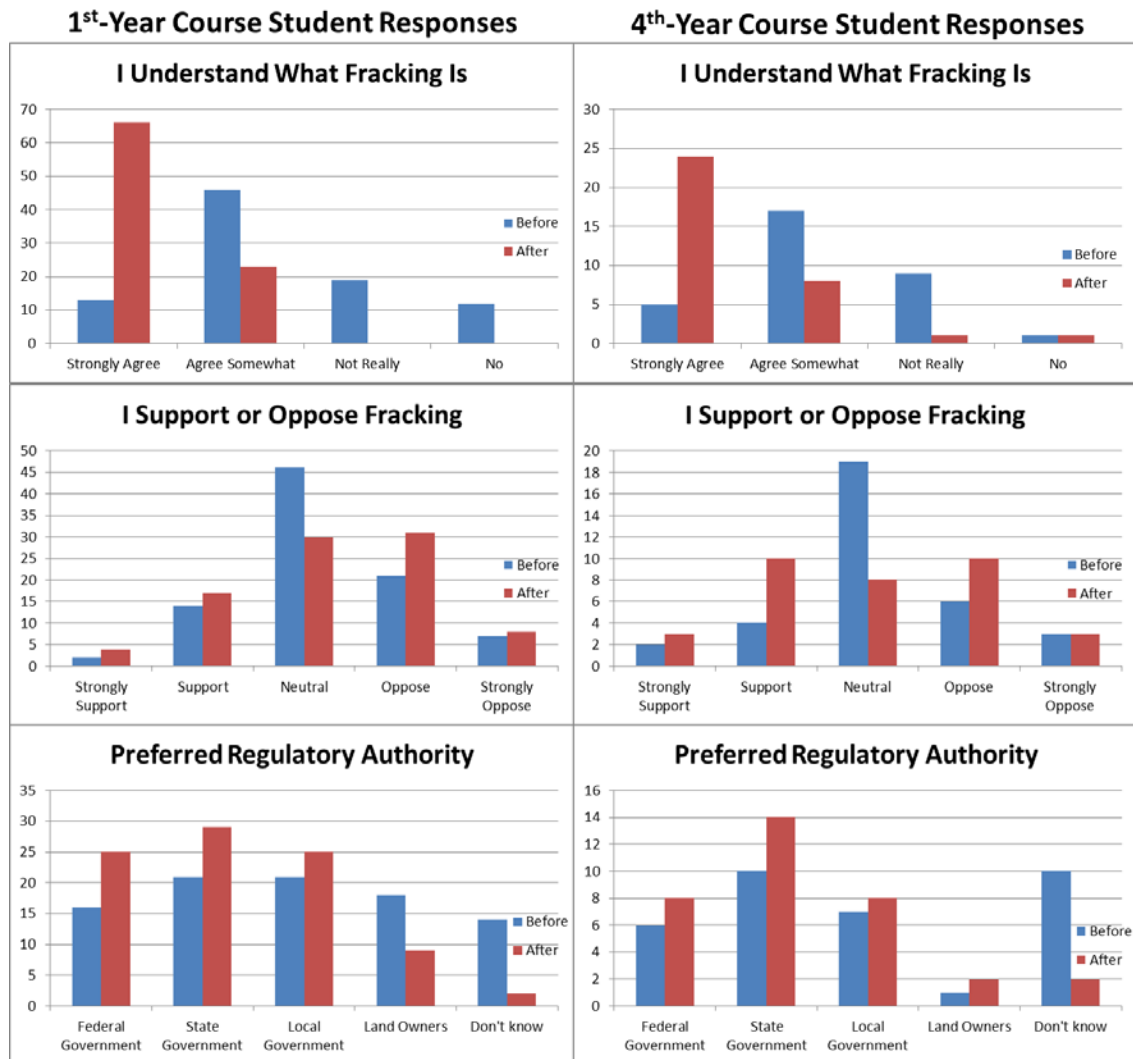 1st-Year Course Student Responses
4th-Year Course Student Responses
I Understand What Fracking Is
70
60
50
40
30
20
10
0
Strongly Agree
Agree Somewhat
Not Really
No
Before
After
I Understand What Fracking Is
30
25
20
15
10
5
0
Strongly Agree
Agree Somewhat
Not Really
No
Before
After
I Support or Oppose Fracking
50
45
40
35
30
25
20
15
10
5
0
Strongly
Support
Support
Neutral
Oppose
Strongly
Oppose
Before
After
I Support or Oppose Fracking
20
18
16
14
12
10
8
6
4
2
0
Strongly
Support
Support
Neutral
Oppose
Strongly
Oppose
Before
After
Preferred Regulatory Authority
35
30
25
20
15
10
5
0
Federal
Government
State
Government
Local
Government
Land Owners
Don't know
Before
After
Preferred Regulatory Authority
16
14
12
10
8
6
4
2
0
Federal
Government
State
Government
Local
Government
Land Owners
Don't know
Before
After